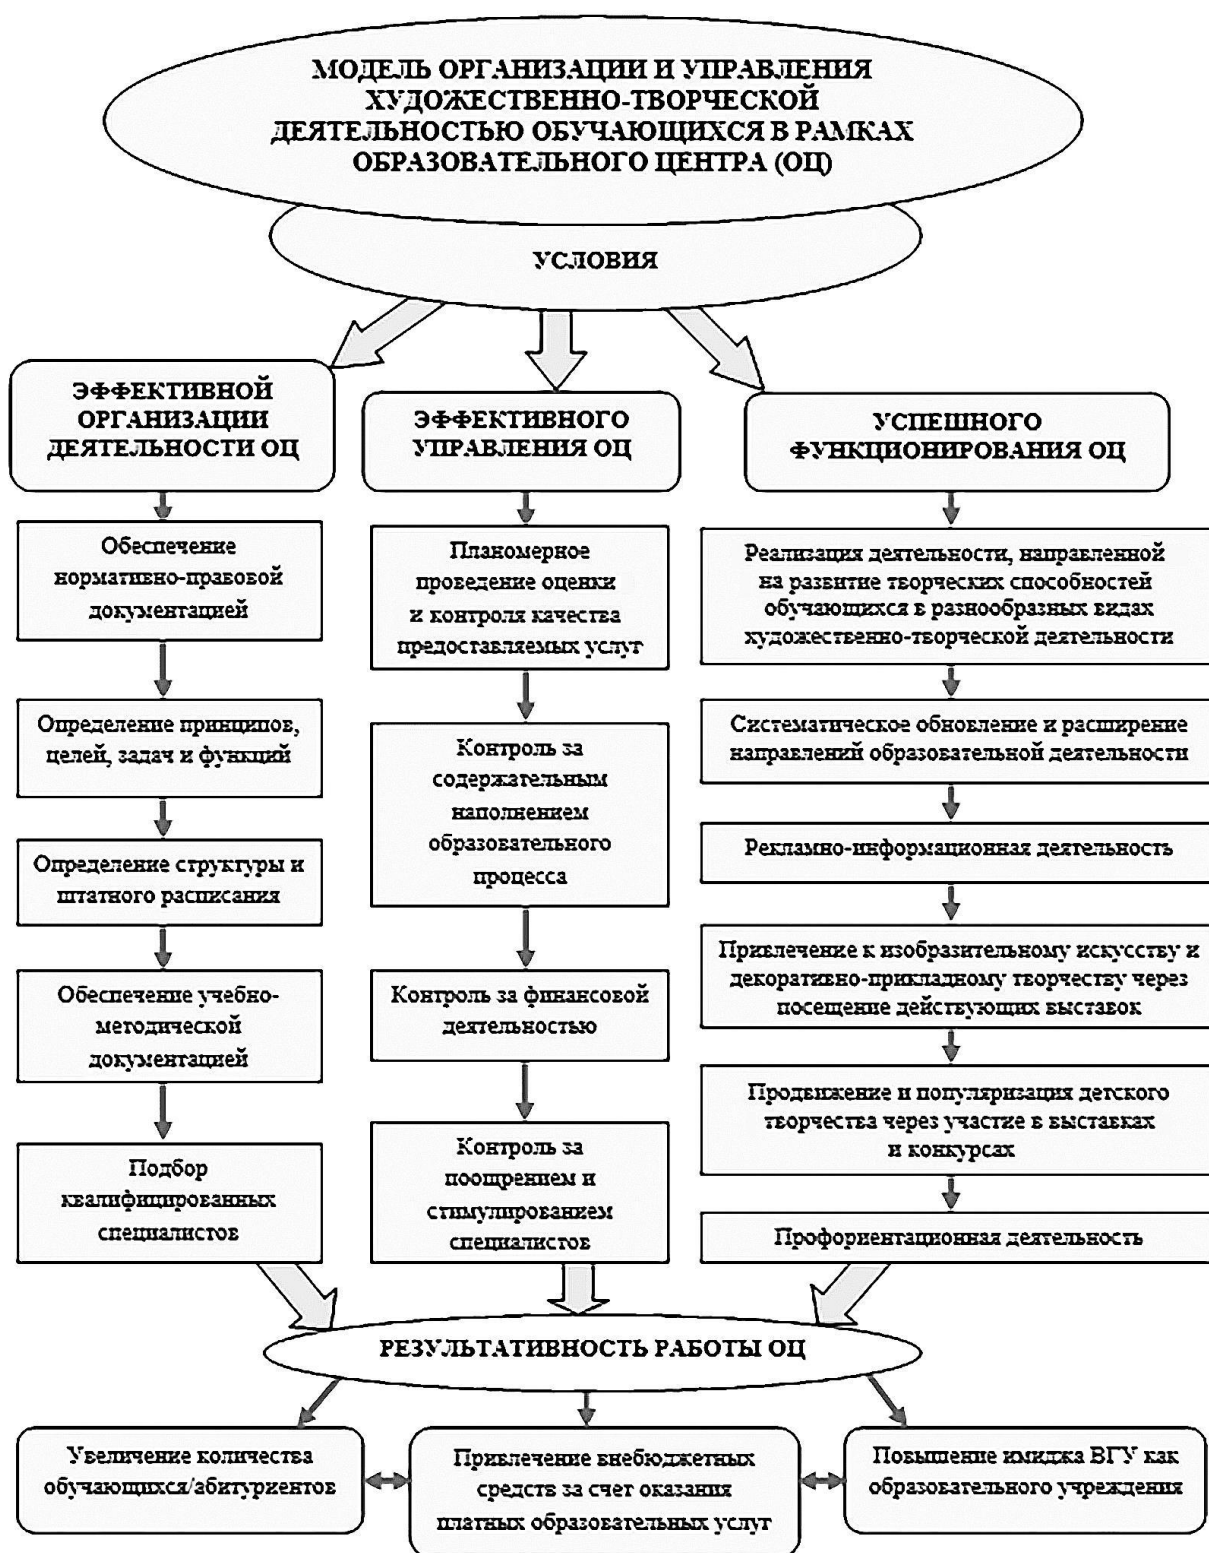 МОДЕЛЬ ОРГАНИЗАЦИИ И УПРАВЛЕНИЯ
ХУДОЖЕСТВЕННО-ТВОРЧЕСКОЙ
ДЕЯТЕЛЬНОСТЬЮ ОБУЧАЮЩИХСЯ В РАМКАХ
ОБРАЗОВАТЕЛЬНОГО ЦЕНТРА (ОЦ)
УСЛОВИЯ
ЭФФЕКТИВНОЙ
ОРГАНИЗАЦИИ
ДЕЯТЕЛЬНОСТИ ОЦ
Обеспечение
нормативно-правовой
документацией
Определение принципов,
целей, задач и функций
Определение структуры и
штатного расписания
Обеспечение учебно-
методической
документацией
Подбор
квалифицированных
специалистов
ЭФФЕКТИВНОГО
УПРАВЛЕНИЯ ОЦ
Планомерное
проведение оценки
и контроля качества
предоставляемых услуг
Контроль за
содержательным
наполнением
образовательного
процесса
Контроль за финансовой
деятельностью
Контроль за
поощрением и
стимулированием
специалистов
УСПЕШНОГО
ФУНКЦИОНИРОВАНИЯ ОЦ
Реализация деятельности, направленной
на развитие творческих способностей
обучающихся в разнообразных видах
художественно-творческой деятельности
Систематическое обновление и расширение
направлений образовательной деятельности
Рекламно-информационная деятельность
Привлечение к изобразительному искусству и
декоративно-прикладному творчеству через
посещение действующих выставок
Продвижение и популяризация детского
творчества через участие в выставках
и конкурсах
Профориентационная деятельность
РЕЗУЛЬТАТИВНОСТЬ РАБОТЫ ОЦ
Увеличение количества
обучающихся/абитуриентов
Привлечение внебюджетных
средств за счет оказания
платных образовательных услуг
Повышение имиджа ВГУ как
образовательного учреждения